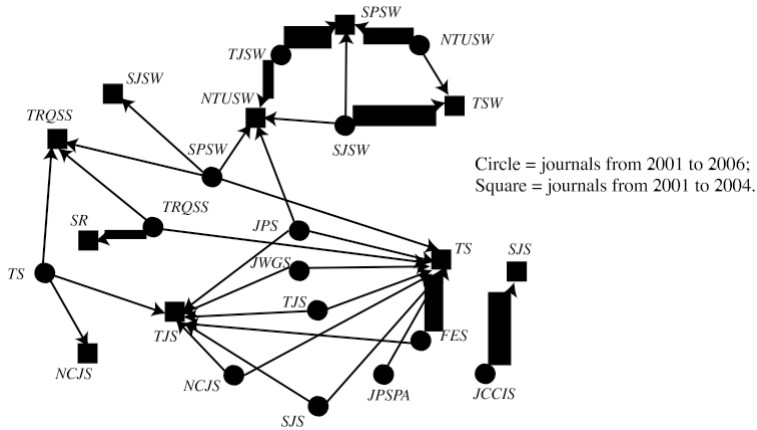 SPSW
NTUSW
TJSW
SJSW
NTUSW
TSW
TRQSS
SPSW
SJSW
Circle = journals from 2001 to 2006;
Square = journals from 2001 to 2004.
TRQSS
SR
JPS
TS
SJS
JWGS
TS
TJS
TJS
FES
NCJS
NCJS
JPSPA
JCCIS
SJS